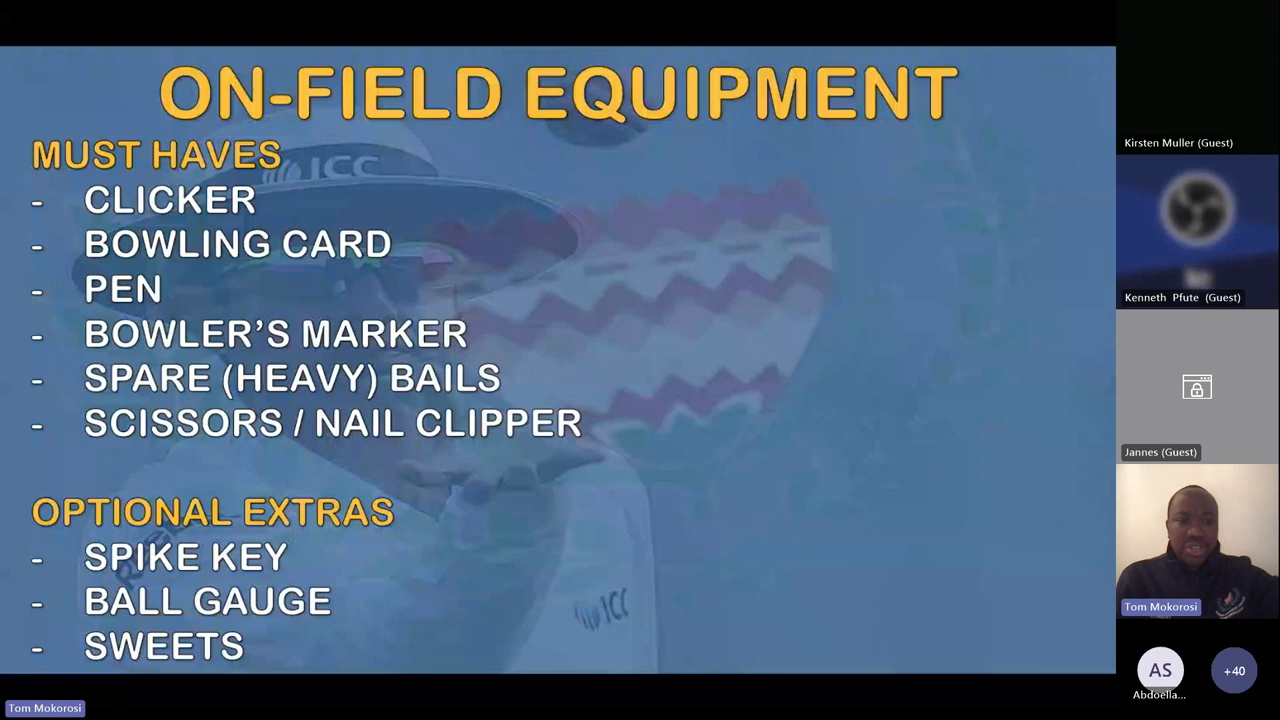 ON-FIELD EQUIPMENT
MUST HAVES
- CLICKER
- BOWLING CARD
- PEN
- BOWLER'S MARKER
- SPARE (HEAVY) BAILS
- SCISSORS / NAIL CLIPPER
OPTIONAL EXTRAS
- SPIKE KEY
- BALL GAUGE
- SWEETS
ICC
ICC
Kirsten Muller (Guest)
Kenneth Pfute (Guest)
Jannes (Guest)
Tom Mokorosi
AS
+40
Abdoella...
Tom Mokorosi